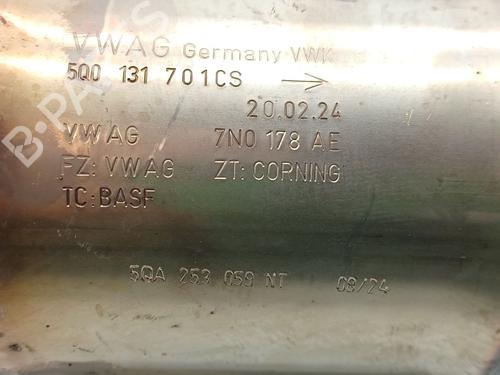 VWAG Germany VWK
5Q0 131 701CS →
20.02.24
VWAG 7N0 178 AE
FZ: VWAG ZT: CORNING
TC: BASF
5QA 253 059 NT 08/24